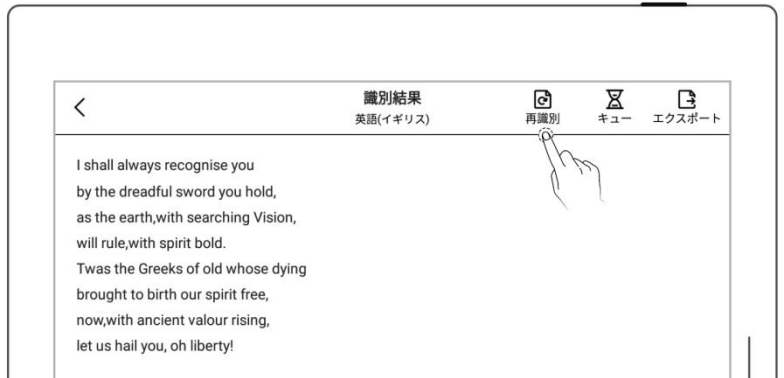 識別結果
英語(イギリス)
再識別
キュー
エクスポート
I shall always recognise you
by the dreadful sword you hold,
as the earth,with searching Vision,
will rule,with spirit bold.
Twas the Greeks of old whose dying
brought to birth our spirit free,
now,with ancient valour rising,
let us hail you, oh liberty!